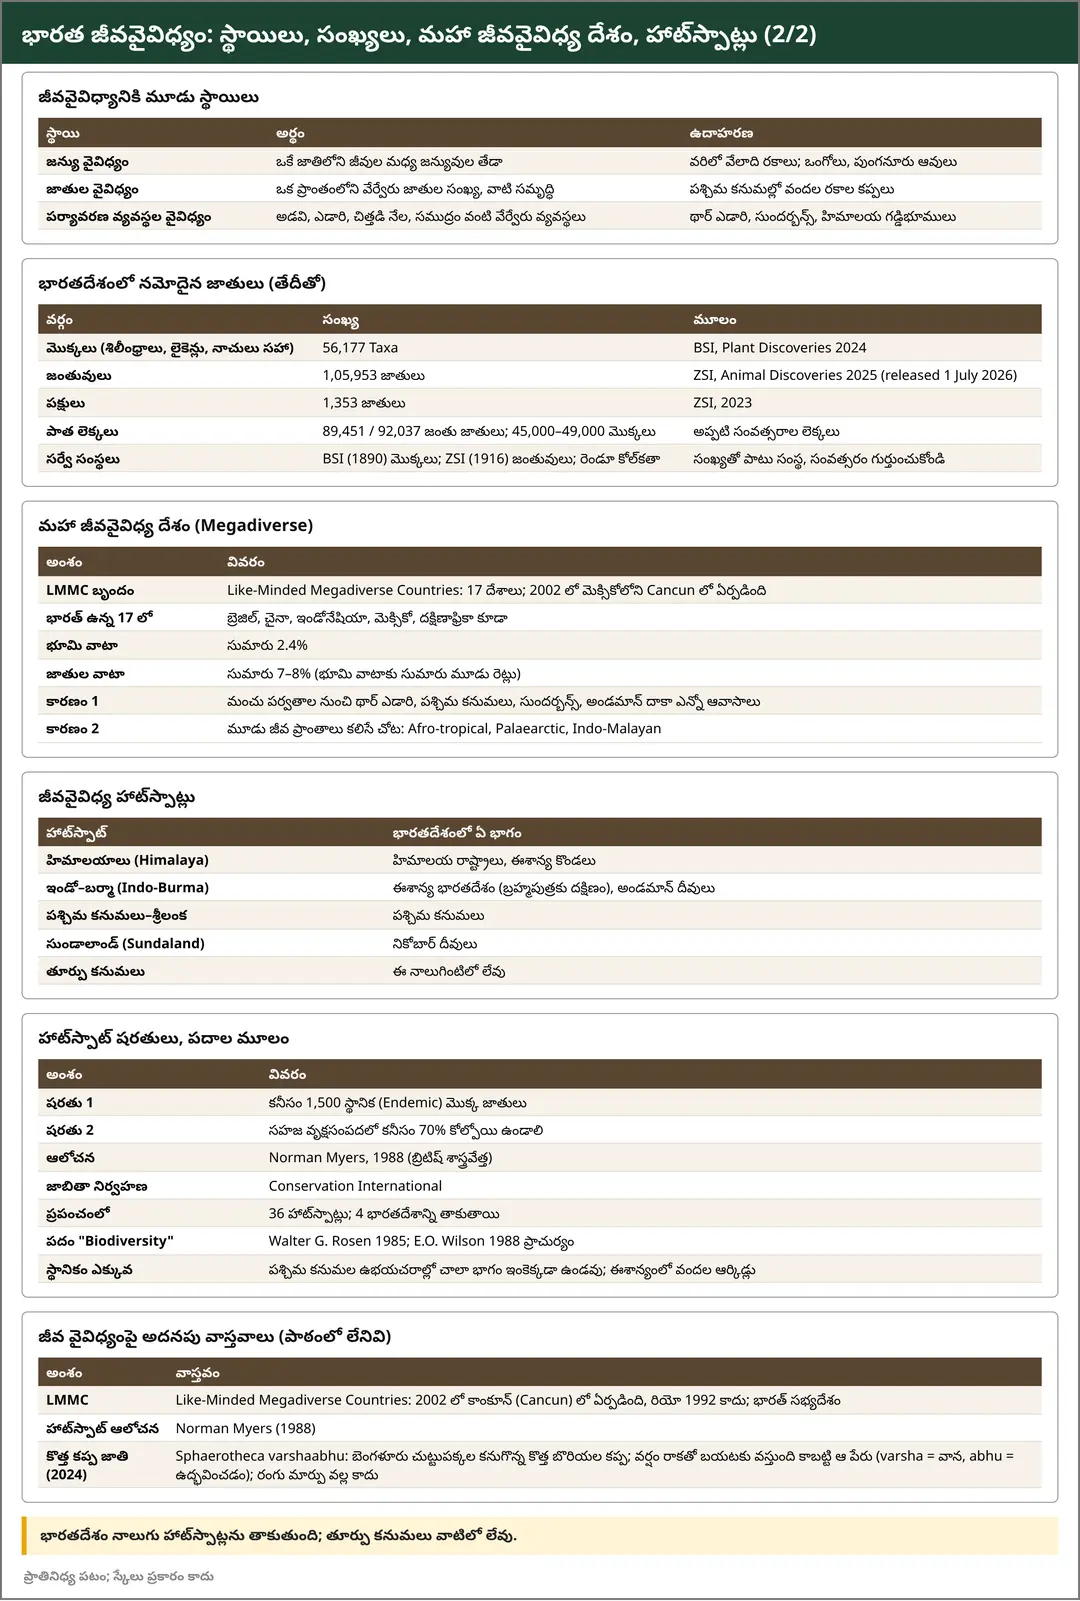 భారత జీవవైవిధ్యం: స్థాయిలు, సంఖ్యలు, మహా జీవవైవిధ్య దేశం, హాట్‌స్పాట్లు (2/2)
జీవవైవిధ్యానికి మూడు స్థాయిలు
స్థాయి అర్థం ఉదాహరణ
జన్యు వైవిధ్యం ఒకే జాతిలోని జీవుల మధ్య జన్యువుల తేడా వరిలో వేలాది రకాలు; ఒంగోలు, పుంగనూరు ఆవులు
జాతుల వైవిధ్యం ఒక ప్రాంతంలోని వేర్వేరు జాతుల సంఖ్య, వాటి సమృద్ధి పశ్చిమ కనుమల్లో వందల రకాల కప్పలు
పర్యావరణ వ్యవస్థల వైవిధ్యం అడవి, ఎడారి, చిత్తడి నేల, సముద్రం వంటి వేర్వేరు వ్యవస్థలు థార్ ఎడారి, సుందర్బన్స్, హిమాలయ గడ్డిభూములు
భారతదేశంలో నమోదైన జాతులు (తేదీతో)
వర్గం సంఖ్య మూలం
మొక్కలు (శిలీంధ్రాలు, లైకెన్లు, నాచులు సహా) 56,177 Taxa BSI, Plant Discoveries 2024
జంతువులు 1,05,953 జాతులు ZSI, Animal Discoveries 2025 (released 1 July 2026)
పక్షులు 1,353 జాతులు ZSI, 2023
పాత లెక్కలు 89,451 / 92,037 జంతు జాతులు; 45,000–49,000 మొక్కలు అప్పటి సంవత్సరాల లెక్కలు
సర్వే సంస్థలు BSI (1890) మొక్కలు; ZSI (1916) జంతువులు; రెండూ కోల్‌కతా సంఖ్యతో పాటు సంస్థ, సంవత్సరం గుర్తుంచుకోండి
మహా జీవవైవిధ్య దేశం (Megadiverse)
అంశం వివరం
LMMC బృందం Like-Minded Megadiverse Countries: 17 దేశాలు; 2002 లో మెక్సికోలోని Cancun లో ఏర్పడింది
భారత్ ఉన్న 17 లో బ్రెజిల్, చైనా, ఇండోనేషియా, మెక్సికో, దక్షిణాఫ్రికా కూడా
భూమి వాటా సుమారు 2.4%
జాతుల వాటా సుమారు 7–8% (భూమి వాటాకు సుమారు మూడు రెట్లు)
కారణం 1 మంచు పర్వతాల నుంచి థార్ ఎడారి, పశ్చిమ కనుమలు, సుందర్బన్స్, అండమాన్ దాకా ఎన్నో ఆవాసాలు
కారణం 2 మూడు జీవ ప్రాంతాలు కలిసే చోట: Afro-tropical, Palaearctic, Indo-Malayan
జీవవైవిధ్య హాట్‌స్పాట్లు
హాట్‌స్పాట్ భారతదేశంలో ఏ భాగం
హిమాలయాలు (Himalaya) హిమాలయ రాష్ట్రాలు, ఈశాన్య కొండలు
ఇండో–బర్మా (Indo-Burma) ఈశాన్య భారతదేశం (బ్రహ్మపుత్రకు దక్షిణం), అండమాన్ దీవులు
పశ్చిమ కనుమలు–శ్రీలంక పశ్చిమ కనుమలు
సుండాలాండ్ (Sundaland) నికోబార్ దీవులు
తూర్పు కనుమలు ఈ నాలుగింటిలో లేవు
హాట్‌స్పాట్ షరతులు, పదాల మూలం
అంశం వివరం
షరతు 1 కనీసం 1,500 స్థానిక (Endemic) మొక్క జాతులు
షరతు 2 సహజ వృక్షసంపదలో కనీసం 70% కోల్పోయి ఉండాలి
ఆలోచన Norman Myers, 1988 (బ్రిటిష్ శాస్త్రవేత్త)
జాబితా నిర్వహణ Conservation International
ప్రపంచంలో 36 హాట్‌స్పాట్లు; 4 భారతదేశాన్ని తాకుతాయి
పదం "Biodiversity" Walter G. Rosen 1985; E.O. Wilson 1988 ప్రాచుర్యం
స్థానికం ఎక్కువ పశ్చిమ కనుమల ఉభయచరాల్లో చాలా భాగం ఇంకెక్కడా ఉండవు; ఈశాన్యంలో వందల ఆర్కిడ్లు
జీవ వైవిధ్యంపై అదనపు వాస్తవాలు (పాఠంలో లేనివి)
అంశం వాస్తవం
LMMC Like-Minded Megadiverse Countries: 2002 లో కాంకూన్ (Cancun) లో ఏర్పడింది, రియో 1992 కాదు; భారత్ సభ్యదేశం
హాట్‌స్పాట్ ఆలోచన Norman Myers (1988)
కొత్త కప్ప జాతి (2024) Sphaerotheca varshaabhu: బెంగళూరు చుట్టుపక్కల కనుగొన్న కొత్త బొరియల కప్ప; వర్షం రాకతో బయటకు వస్తుంది కాబట్టి ఆ పేరు (varsha = వాన, abhu =
ఉద్భవించడం); రంగు మార్పు వల్ల కాదు
భారతదేశం నాలుగు హాట్‌స్పాట్లను తాకుతుంది; తూర్పు కనుమలు వాటిలో లేవు.
ప్రాతినిధ్య పటం; స్కేలు ప్రకారం కాదు